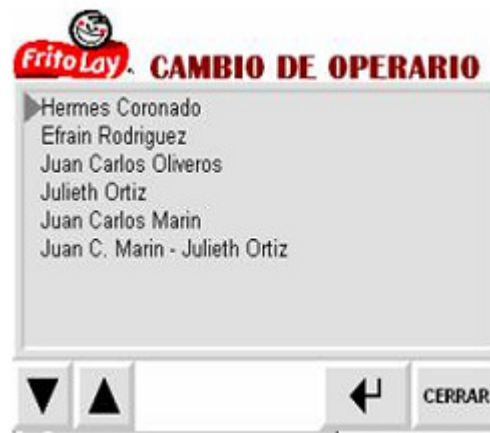 Frito Lay.
CAMBIO DE OPERARIO
Hermes Coronado
Efrain Rodriguez
Juan Carlos Oliveros
Julieth Ortiz
Juan Carlos Marin
Juan C. Marin - Julieth Ortiz
CERRAR